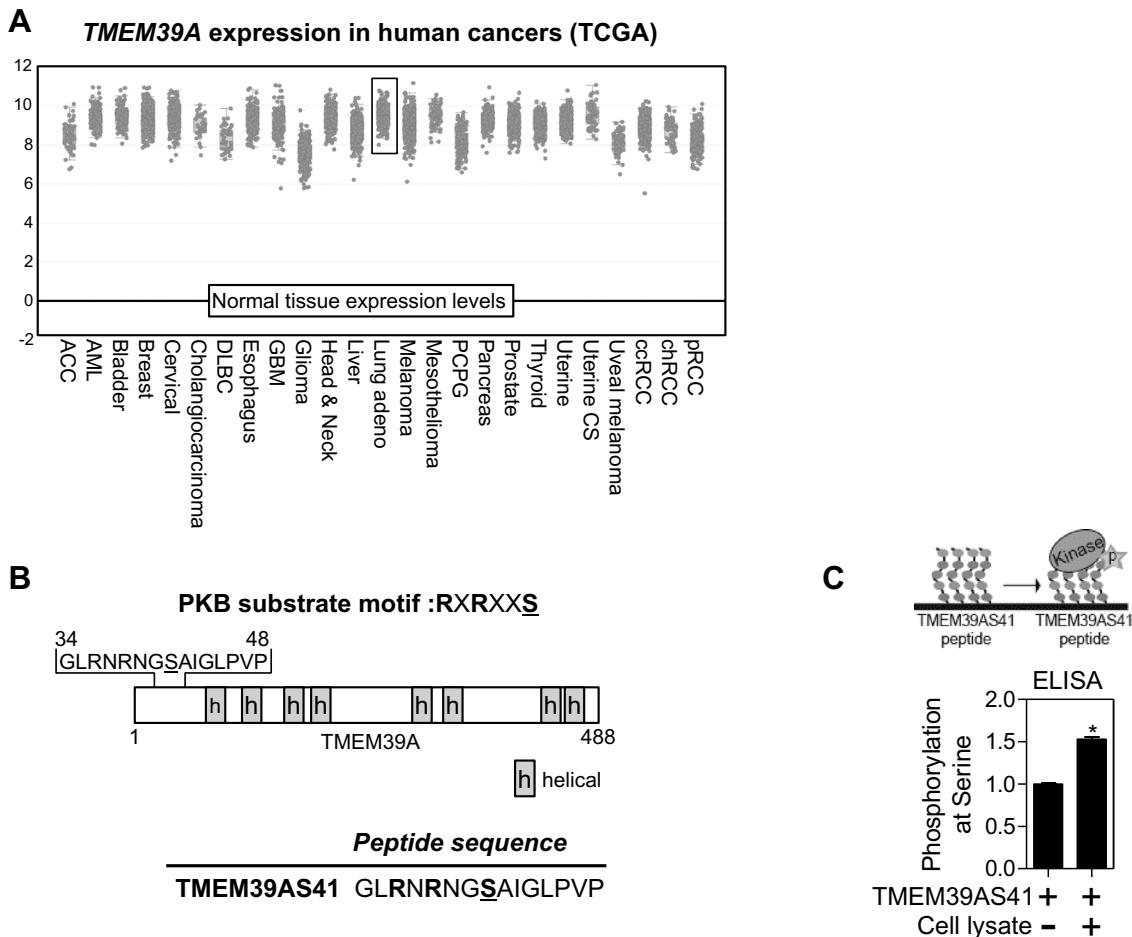 A
TMEM39A expression in human cancers (TCGA)
12
10
8
6
4
2
0
-2
Normal tissue expression levels
ACC
AML
Bladder
Breast
Cervical
Cholangiocarcinoma
DLBC
Esophagus
GBM
Glioma
Head & Neck
Liver
Lung adeno
Melanoma
Mesothelioma
PCPG
Pancreas
Prostate
Thyroid
Uterine
Uterine CS
Uveal melanoma
ccRCC
chRCC
pRCC
B
PKB substrate motif :RXRXXS
34 48
GLRNRNGSAIGLPVP
h h h h h h h h
1 TMEM39A 488
h helical
Peptide sequence
TMEM39AS41 GLRNRNGSAIGLPVP
C
Kinase
p
TMEM39AS41 TMEM39AS41
peptide peptide
ELISA
Phosphorylation
at Serine
2.0
1.5
1.0
0.5
0.0
*
TMEM39AS41 + +
Cell lysate - +